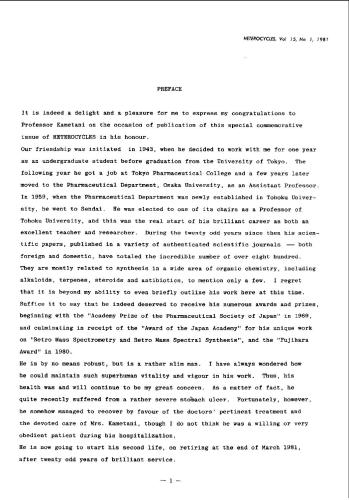 HETEROCYCLES, Vol 15, No 1, 1981
PREFACE
It is indeed a delight and a pleasure for me to express my congratulations to
Professor Kametani on the occasion of publication of this special commemorative
issue of HETEROCYCLES in his honour.
Our friendship was initiated in 1943, when he decided to work with me for one year
as an undergraduate student before graduation from the University of Tokyo. The
following year he got a job at Tokyo Pharmaceutical College and a few years later
moved to the Pharmaceutical Department, Osaka University, as an Assistant Professor.
In 1959, when the Pharmaceutical Department was newly established in Tohoku Univer-
sity, he went to Sendai. He was elected to one of its chairs as a Professor of
Tohoku University, and this was the real start of his brilliant career as both an
excellent teacher and researcher. During the twenty odd years since then his scien-
tific papers, published in a variety of authenticated scientific journals — both
foreign and domestic, have totaled the incredible number of over eight hundred.
They are mostly related to synthesis in a wide area of organic chemistry, including
alkaloids, terpenes, steroids and antibiotics, to mention only a few. I regret
that it is beyond my ability to even briefly outline his work here at this time.
Suffice it to say that he indeed deserved to receive his numerous awards and prizes,
beginning with the "Academy Prize of the Pharmaceutical Society of Japan" in 1969,
and culminating in receipt of the "Award of the Japan Academy" for his unique work
on "Retro Mass Spectrometry and Retro Mass Spectral Synthesis", and the "Fujihara
Award" in 1980.
He is by no means robust, but is a rather slim man. I have always wondered how
he could maintain such superhuman vitality and vigour in his work. Thus, his
health was and will continue to be my great concern. As a matter of fact, he
quite recently suffered from a rather severe stomach ulcer. Fortunately, however,
he somehow managed to recover by favour of the doctors' pertinent treatment and
the devoted care of Mrs. Kametani, though I do not think he was a willing or very
obedient patient during his hospitalization.
He is now going to start his second life, on retiring at the end of March 1981,
after twenty odd years of brilliant service.
— 1 —